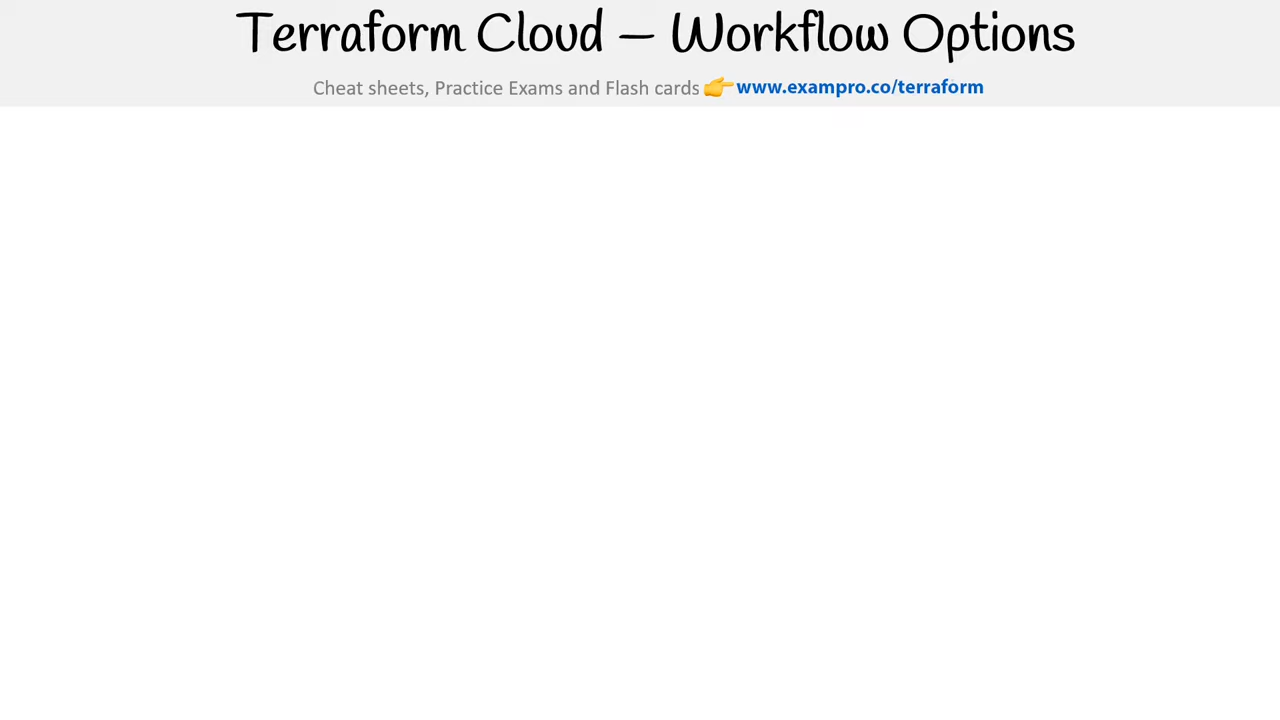 Terraform Cloud – Workflow Options
Cheat sheets, Practice Exams and Flash cards 👉 www.exampro.co/terraform